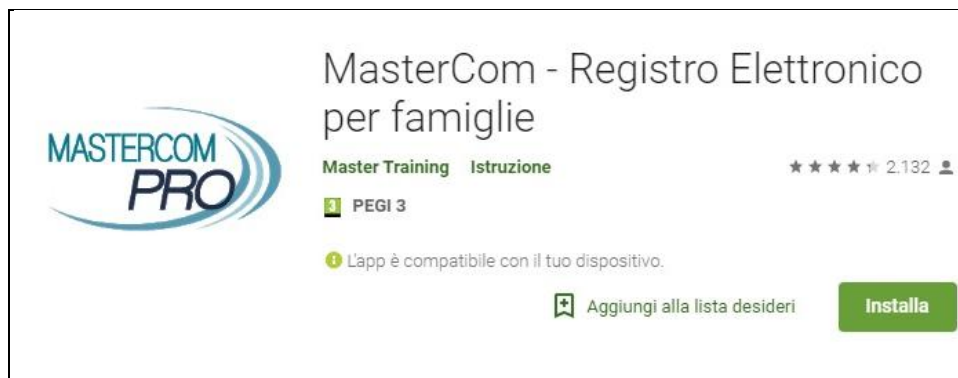 MASTERCOM
PRO
MasterCom - Registro Elettronico
per famiglie
Master Training Istruzione 2.132
3 PEGI 3
L'app è compatibile con il tuo dispositivo.
Aggiungi alla lista desideri Installa